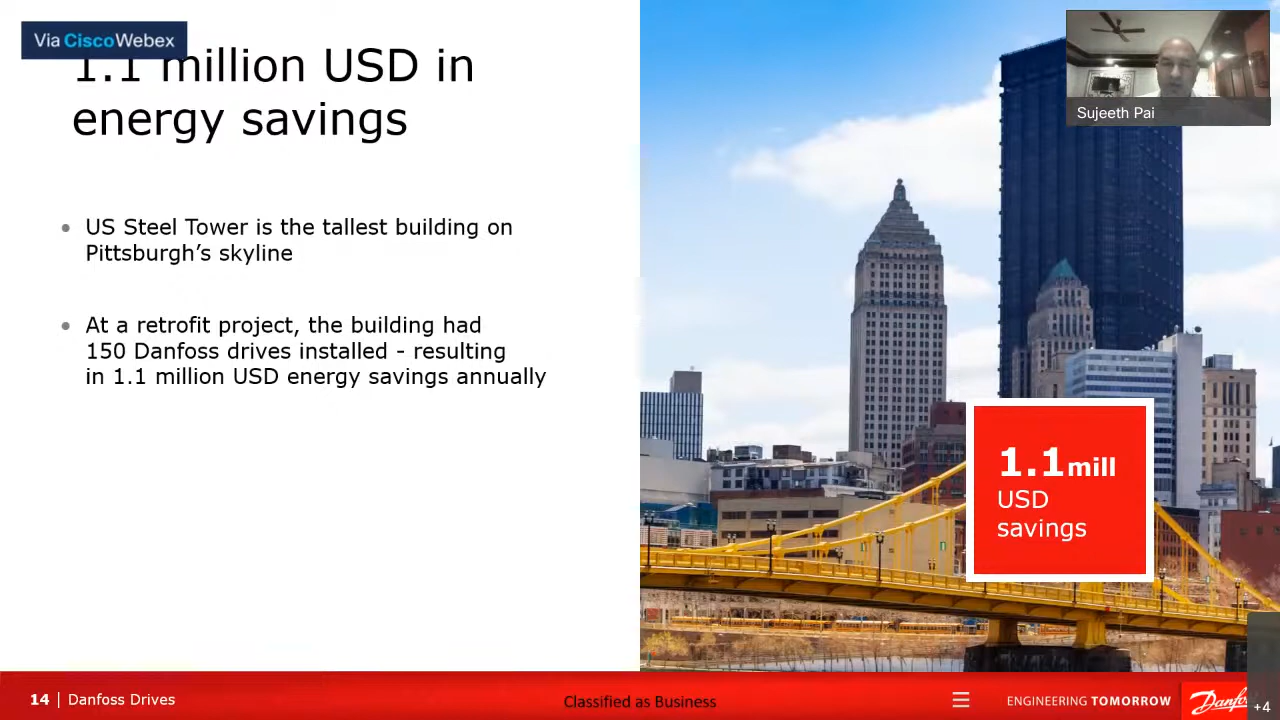 Via CiscoWebex
1.1 million USD in
energy savings
Sujeeth Pai
US Steel Tower is the tallest building on
Pittsburgh's skyline
At a retrofit project, the building had
150 Danfoss drives installed - resulting
in 1.1 million USD energy savings annually
1.1 mill
USD
savings
14 | Danfoss Drives
Classified as Business
ENGINEERING TOMORROW
+4